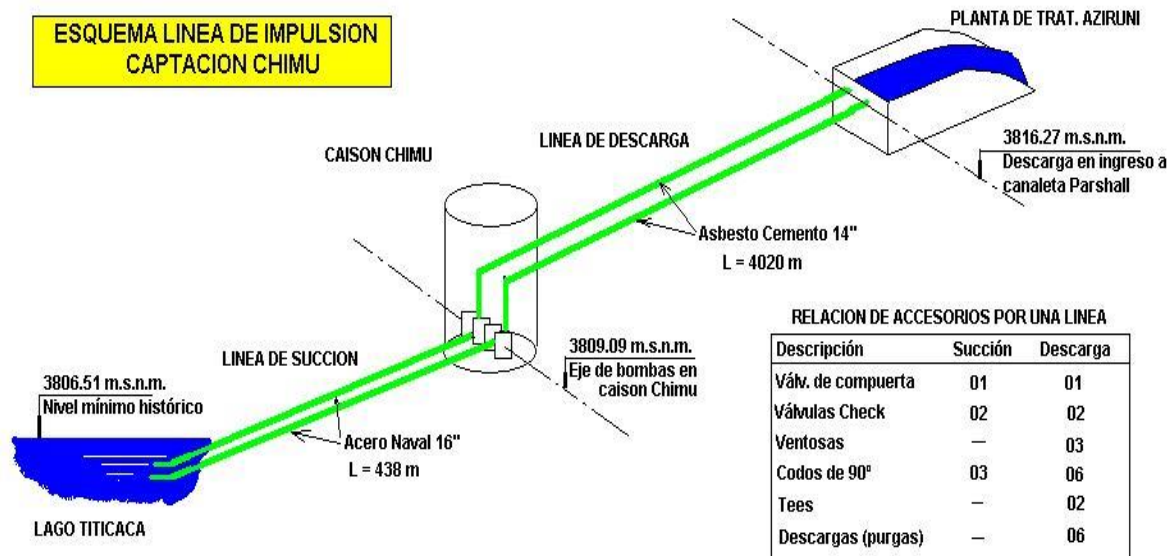 ESQUEMA LINEA DE IMPULSION
CAPTACION CHIMU
PLANTA DE TRAT. AZIRUNI
LINEA DE DESCARGA
CAISON CHIMU
3816.27 m.s.n.m.
Descarga en ingreso a
canaleta Parshall
Asbesto Cemento 14"
L = 4020 m
LINEA DE SUCCION
3809.09 m.s.n.m.
Eje de bombas en
caison Chimu
3806.51 m.s.n.m.
Nivel mínimo histórico
Acero Naval 16"
L = 438 m
LAGO TITICACA
RELACION DE ACCESORIOS POR UNA LINEA
Descripción Succión Descarga
Válv. de compuerta 01 01
Válvulas Check 02 02
Ventosas — 03
Codos de 90º 03 06
Tees — 02
Descargas (purgas) — 06